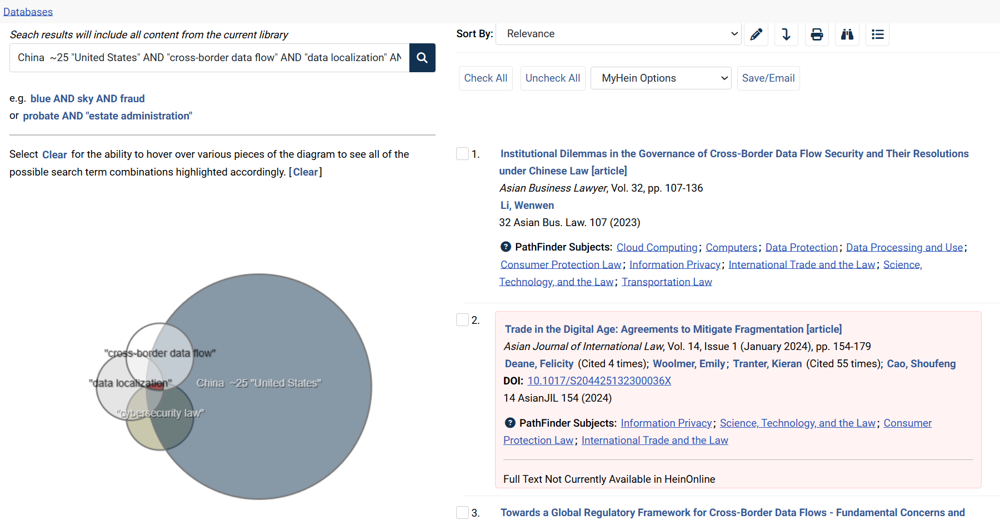 Databases
Seach results will include all content from the current library
China  ~25 "United States" AND "cross-border data flow" AND "data localization" AN
e.g. blue AND sky AND fraud
or probate AND "estate administration"
Select Clear for the ability to hover over various pieces of the diagram to see all of the
possible search term combinations highlighted accordingly. [Clear]
"cross-border data flow"
"data localization"
China  ~25 "United States"
"cybersecurity law"
Sort By: Relevance
Check All
Uncheck All
MyHein Options
Save/Email
1. Institutional Dilemmas in the Governance of Cross-Border Data Flow Security and Their Resolutions
under Chinese Law [article]
Asian Business Lawyer, Vol. 32, pp. 107-136
Li, Wenwen
32 Asian Bus. Law. 107 (2023)
? PathFinder Subjects: Cloud Computing; Computers; Data Protection; Data Processing and Use;
Consumer Protection Law; Information Privacy; International Trade and the Law; Science,
Technology, and the Law; Transportation Law
2. Trade in the Digital Age: Agreements to Mitigate Fragmentation [article]
Asian Journal of International Law, Vol. 14, Issue 1 (January 2024), pp. 154-179
Deane, Felicity (Cited 4 times); Woolmer, Emily; Tranter, Kieran (Cited 55 times); Cao, Shoufeng
DOI: 10.1017/S204425132300036X
14 AsianJIL 154 (2024)
? PathFinder Subjects: Information Privacy; Science, Technology, and the Law; Consumer
Protection Law; International Trade and the Law
Full Text Not Currently Available in HeinOnline
3. Towards a Global Regulatory Framework for Cross-Border Data Flows - Fundamental Concerns and